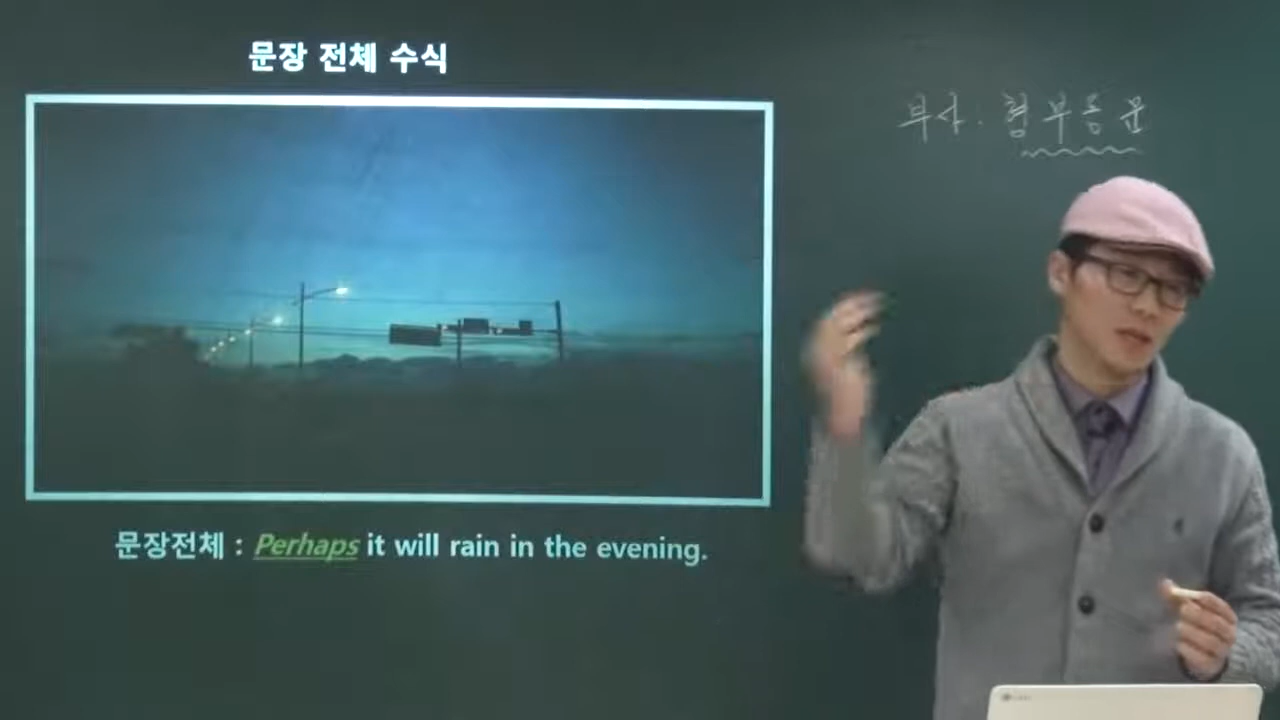 문장 전체 수식
부사 · 형 부 동 문
문장전체 : Perhaps it will rain in the evening.